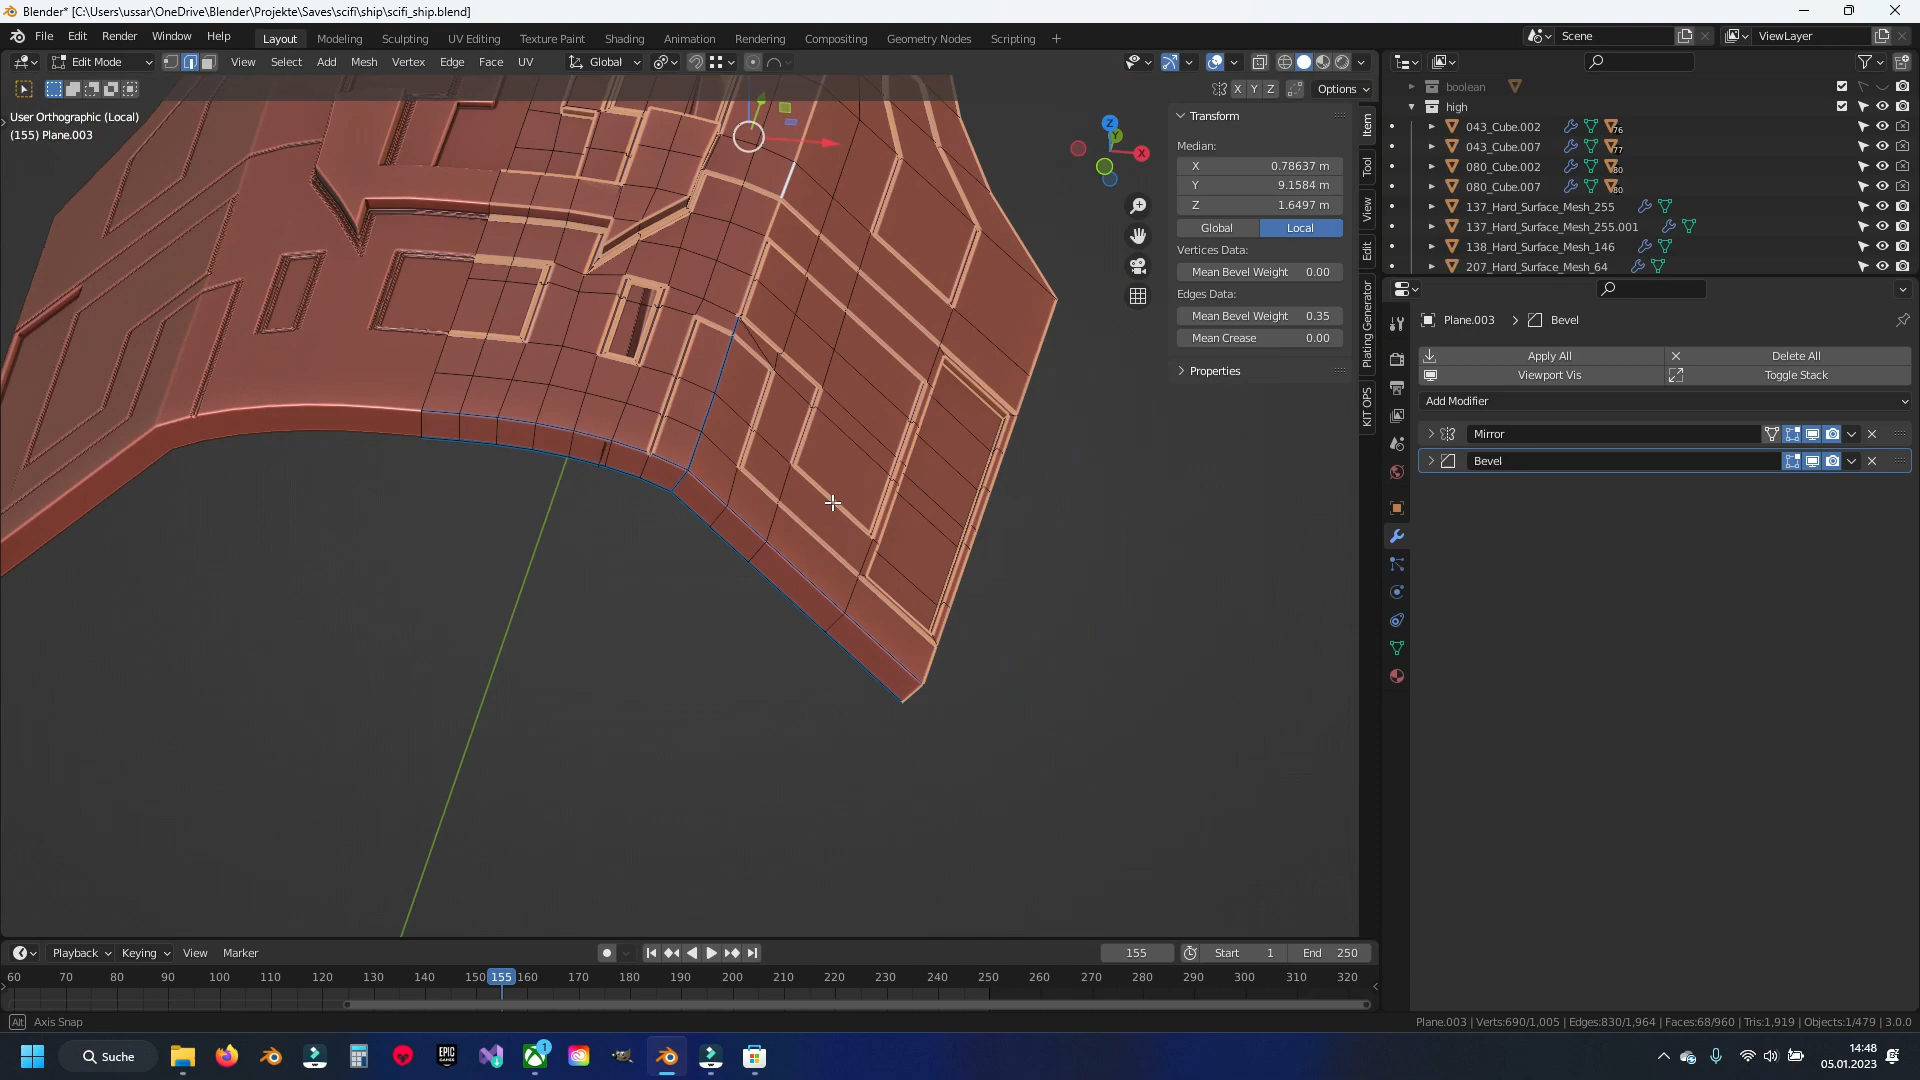 Blender* [C:\Users\ussar\OneDrive\Blender\Projekte\Saves\scifi\ship\scifi_ship.blend]
File Edit Render Window Help Layout Modeling Sculpting UV Editing Texture Paint Shading Animation Rendering Compositing Geometry Nodes Scripting + Scene ViewLayer
Edit Mode View Select Add Mesh Vertex Edge Face UV Global
X Y Z Options
User Orthographic (Local)
(155) Plane.003
Z
Y
X
Transform
Median:
X 0.78637 m
Y 9.1584 m
Z 1.6497 m
Global Local
Vertices Data:
Mean Bevel Weight 0.00
Edges Data:
Mean Bevel Weight 0.35
Mean Crease 0.00
Properties
Item
Tool
View
Edit
Plating Generator
KIT OPS
boolean
high
043_Cube.002 76
043_Cube.007 77
080_Cube.002 80
080_Cube.007 80
137_Hard_Surface_Mesh_255
137_Hard_Surface_Mesh_255.001
138_Hard_Surface_Mesh_146
207_Hard_Surface_Mesh_64
Plane.003 Bevel
Apply All Delete All
Viewport Vis Toggle Stack
Add Modifier
Mirror
Bevel
Playback Keying View Marker 155 Start 1 End 250
60 70 80 90 100 110 120 130 140 150 155 160 170 180 190 200 210 220 230 240 250 260 270 280 290 300 310 320
Alt Axis Snap
Plane.003 | Verts:690/1,005 | Edges:830/1,964 | Faces:68/960 | Tris:1,919 | Objects:1/479 | 3.0.0
Suche
EPIC GAMES
1
14:48
05.01.2023